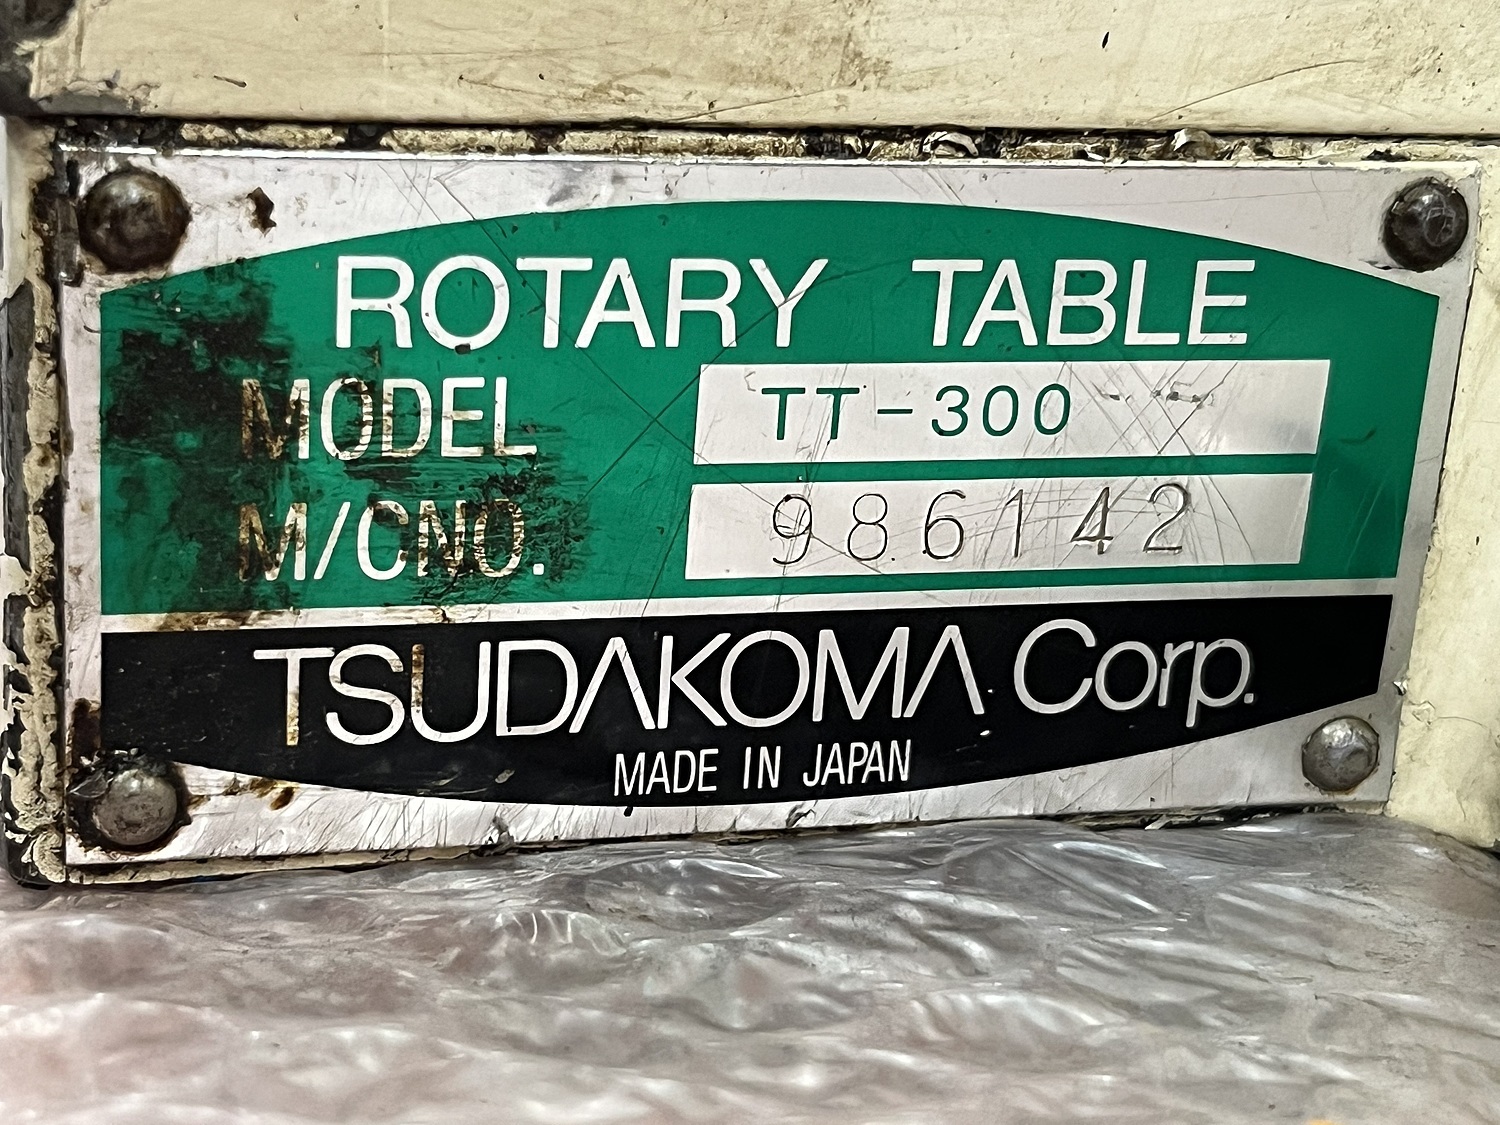 ROTARY TABLE
MODEL TT-300
M/CNO. 986142
TSUDAKOMA Corp.
MADE IN JAPAN